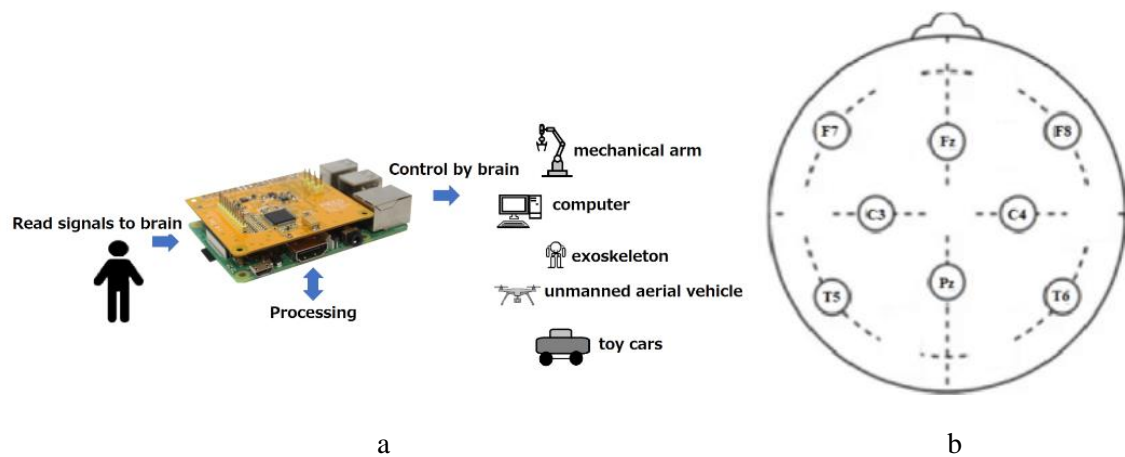 Read signals to brain
Processing
Control by brain
mechanical arm
computer
exoskeleton
unmanned aerial vehicle
toy cars
a
F7
Fz
F8
C3
C4
T5
Pz
T6
b